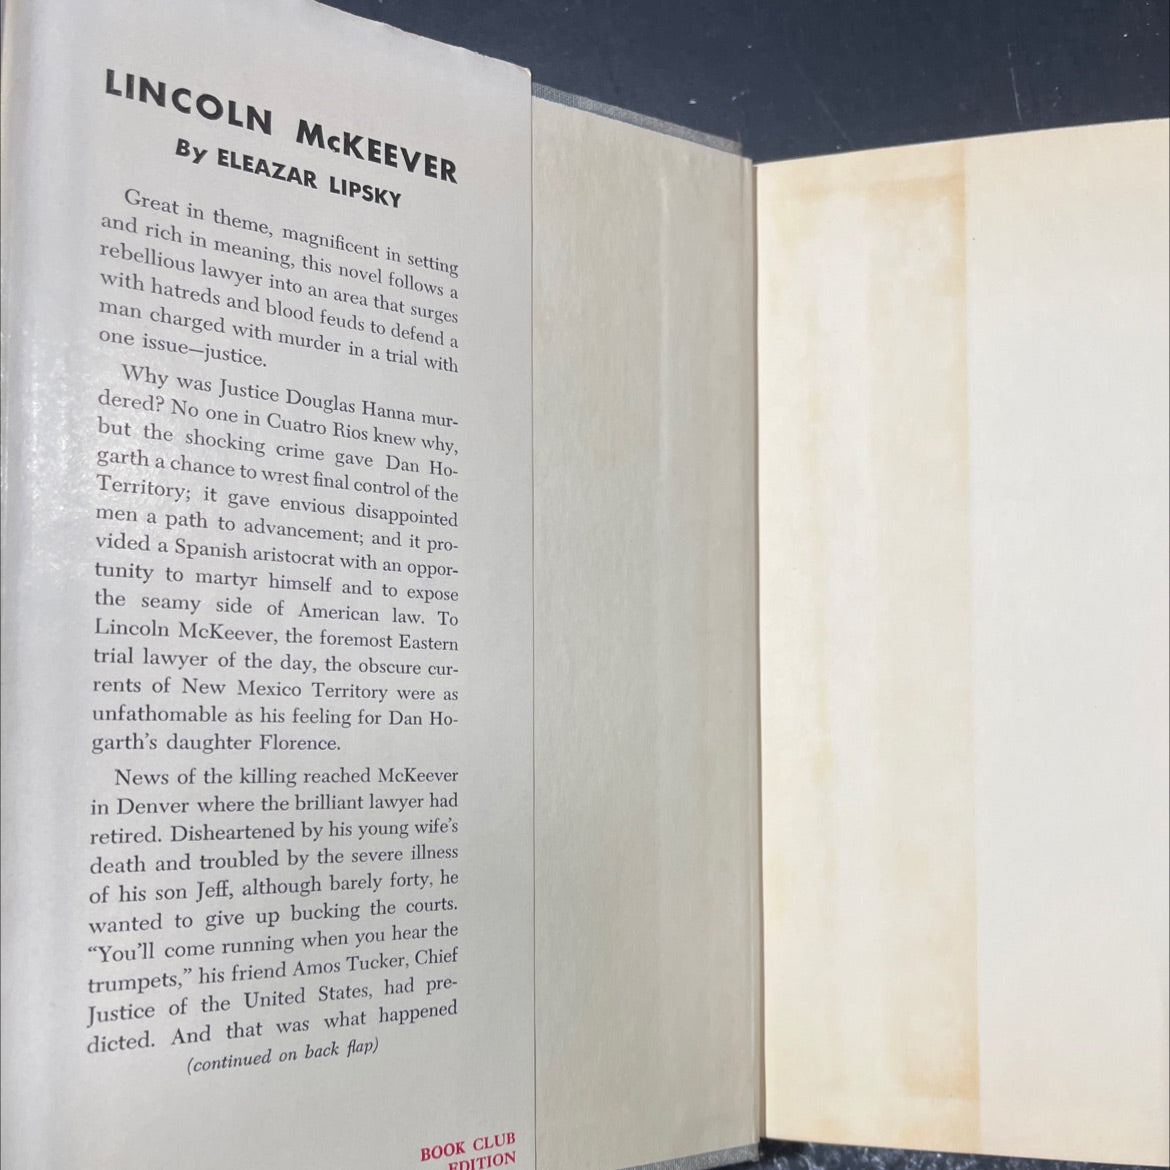 LINCOLN McKEEVER
By ELEAZAR LIPSKY
Great in theme, magnificent in setting
and rich in meaning, this novel follows a
rebellious lawyer into an area that surges
with hatreds and blood feuds to defend a
man charged with murder in a trial with
one issue—justice.
Why was Justice Douglas Hanna mur-
dered? No one in Cuatro Rios knew why,
but the shocking crime gave Dan Ho-
garth a chance to wrest final control of the
Territory; it gave envious disappointed
men a path to advancement; and it pro-
vided a Spanish aristocrat with an oppor-
tunity to martyr himself and to expose
the seamy side of American law. To
Lincoln McKeever, the foremost Eastern
trial lawyer of the day, the obscure cur-
rents of New Mexico Territory were as
unfathomable as his feeling for Dan Ho-
garth's daughter Florence.
News of the killing reached McKeever
in Denver where the brilliant lawyer had
retired. Disheartened by his young wife's
death and troubled by the severe illness
of his son Jeff, although barely forty, he
wanted to give up bucking the courts.
“You'll come running when you hear the
trumpets,” his friend Amos Tucker, Chief
Justice of the United States, had pre-
dicted. And that was what happened
(continued on back flap)
BOOK CLUB
EDITION